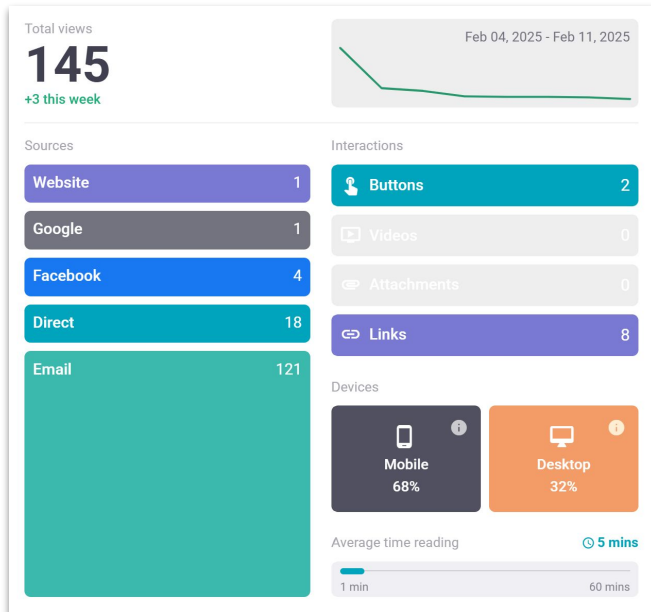 Total views
145
+3 this week
Feb 04, 2025 - Feb 11, 2025
Sources
Website 1
Google 1
Facebook 4
Direct 18
Email 121
Interactions
Buttons 2
Videos 0
Attachments 0
Links 8
Devices
Mobile
68%
Desktop
32%
Average time reading 5 mins
1 min 60 mins